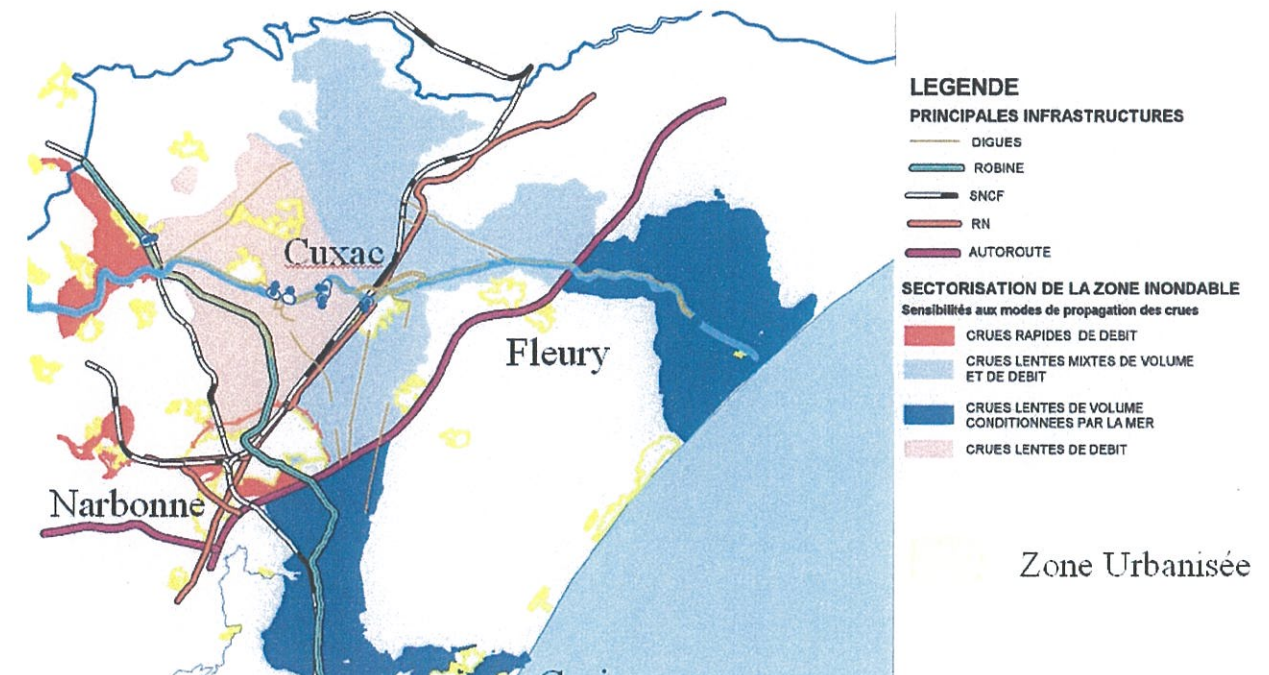 Cuxac
Fleury
Narbonne
LEGENDE
PRINCIPALES INFRASTRUCTURES
DIGUES
ROBINE
SNCF
RN
AUTOROUTE
SECTORISATION DE LA ZONE INONDABLE
Sensibilités aux modes de propagation des crues
CRUES RAPIDES DE DEBIT
CRUES LENTES MIXTES DE VOLUME
ET DE DEBIT
CRUES LENTES DE VOLUME
CONDITIONNEES PAR LA MER
CRUES LENTES DE DEBIT
Zone Urbanisée